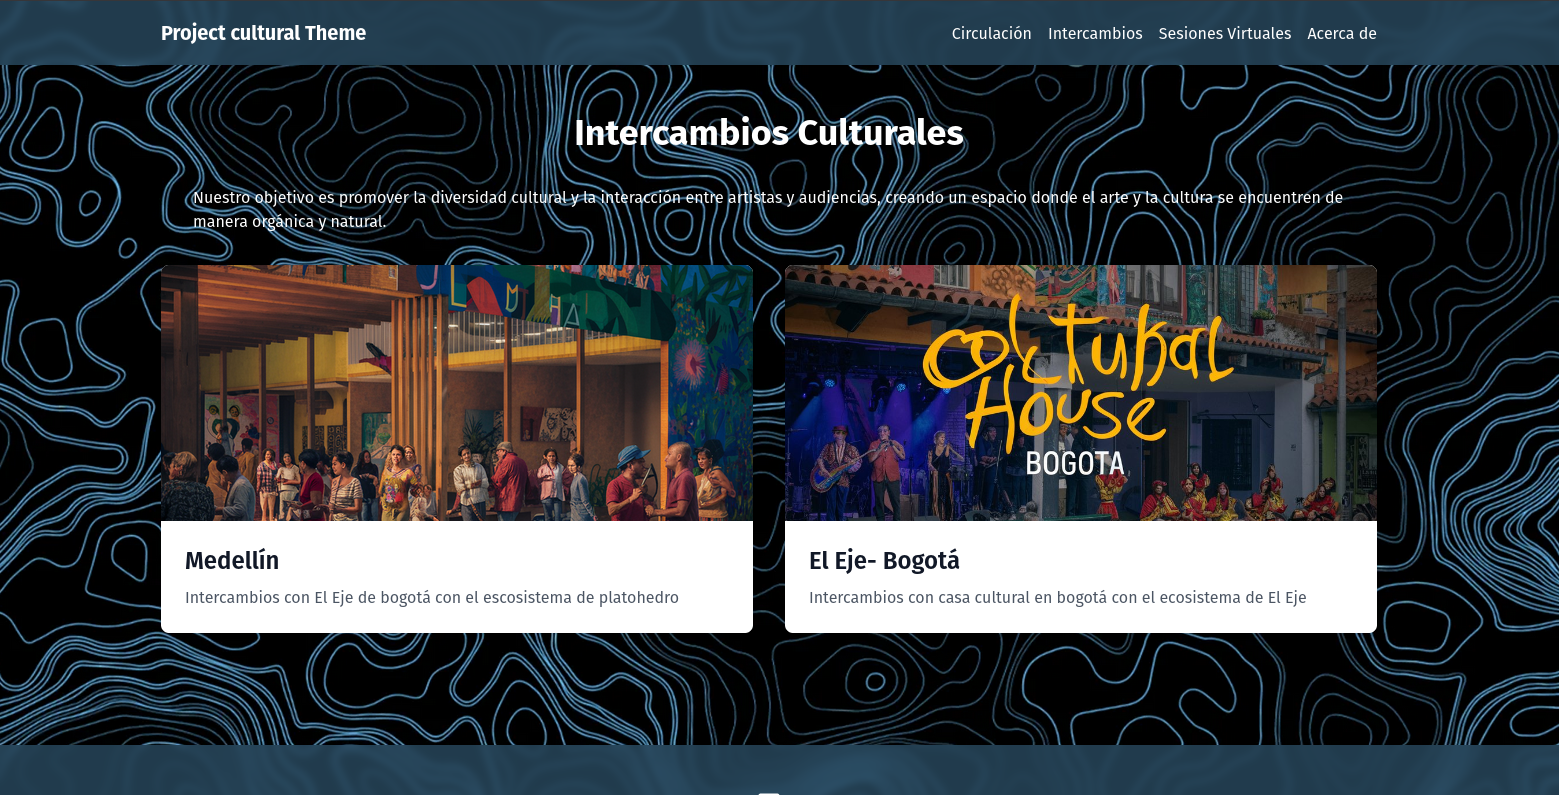 Project cultural Theme
Circulación Intercambios Sesiones Virtuales Acerca de
Intercambios Culturales
Nuestro objetivo es promover la diversidad cultural y la interacción entre artistas y audiencias, creando un espacio donde el arte y la cultura se encuentren de
manera orgánica y natural.
Cultural
House
BOGOTA
Medellín
Intercambios con El Eje de bogotá con el escosistema de platohedro
El Eje- Bogotá
Intercambios con casa cultural en bogotá con el ecosistema de El Eje